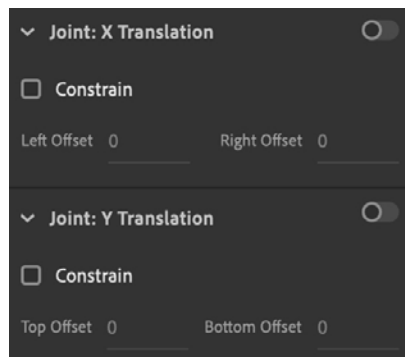 Joint: X Translation
Constrain
Left Offset 0 Right Offset 0
Joint: Y Translation
Constrain
Top Offset 0 Bottom Offset 0